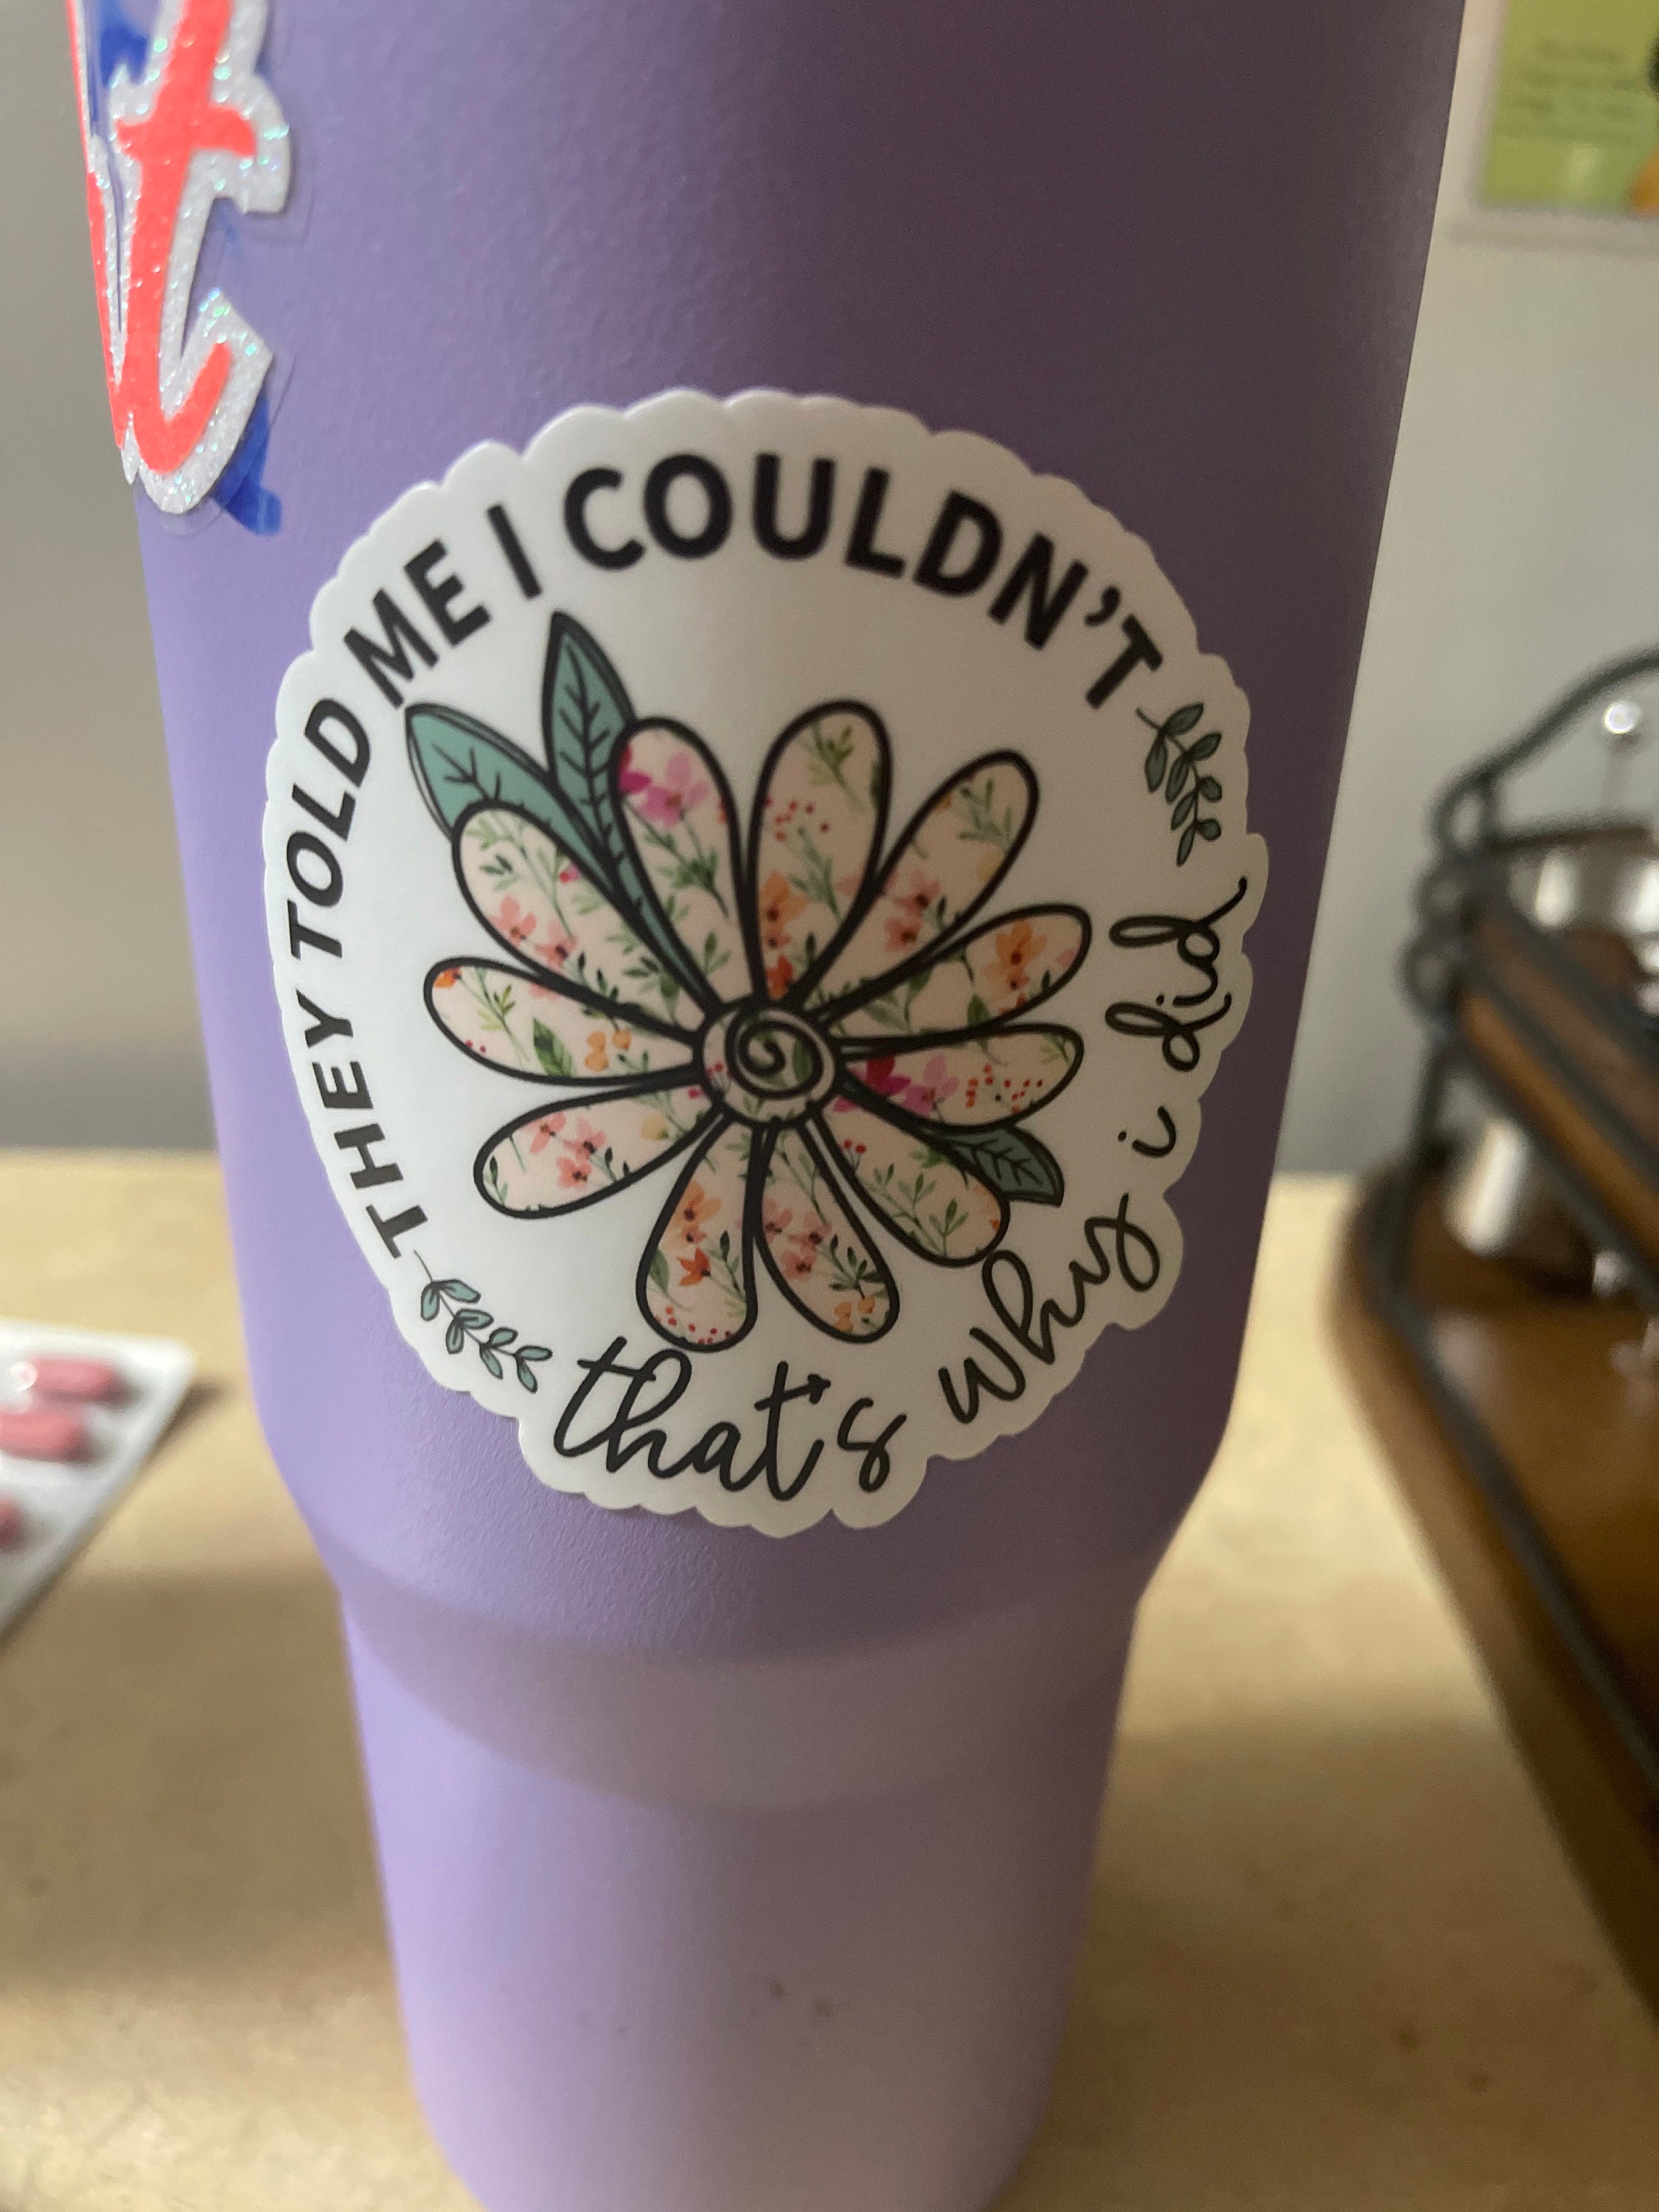 THEY TOLD ME I COULDN'T
that's why i did